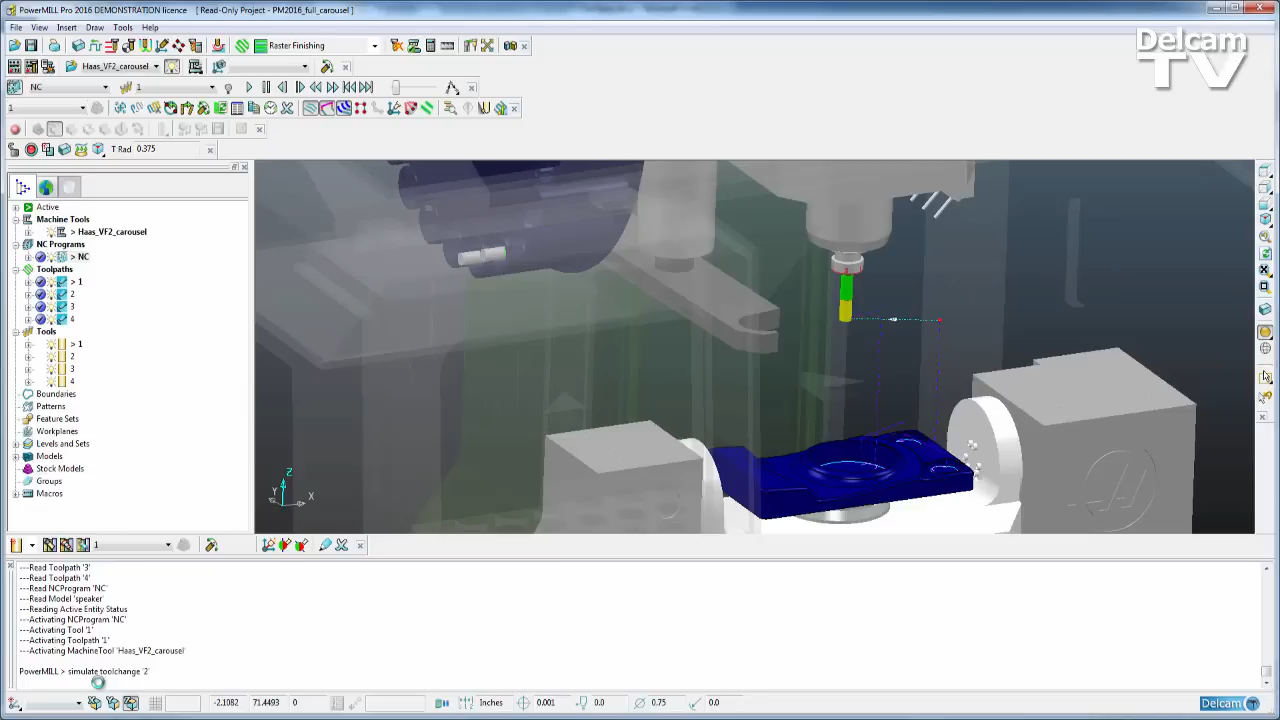 PowerMILL Pro 2016 DEMONSTRATION licence [ Read-Only Project - PM2016_full_carousel ]
File View Insert Draw Tools Help
Raster Finishing
Haas_VF2_carousel
NC 1
1
T Rad 0.375
Delcam
TV
Active
Machine Tools
> Haas_VF2_carousel
NC Programs
> NC
Toolpaths
> 1
2
3
4
Tools
> 1
2
3
4
Boundaries
Patterns
Feature Sets
Workplanes
Levels and Sets
Models
Stock Models
Groups
Macros
Z
Y
X
1
---Read Toolpath '3'
---Read Toolpath '4'
---Read NCProgram 'NC'
---Read Model 'speaker'
---Reading Active Entity Status
---Activating NCProgram 'NC'
---Activating Tool '1'
---Activating Toolpath '1'
---Activating MachineTool 'Haas_VF2_carousel'
PowerMILL > simulate toolchange '2'
-2.1082 71.4493 0 Inches 0.001 0.0 0.75 0.0
Delcam